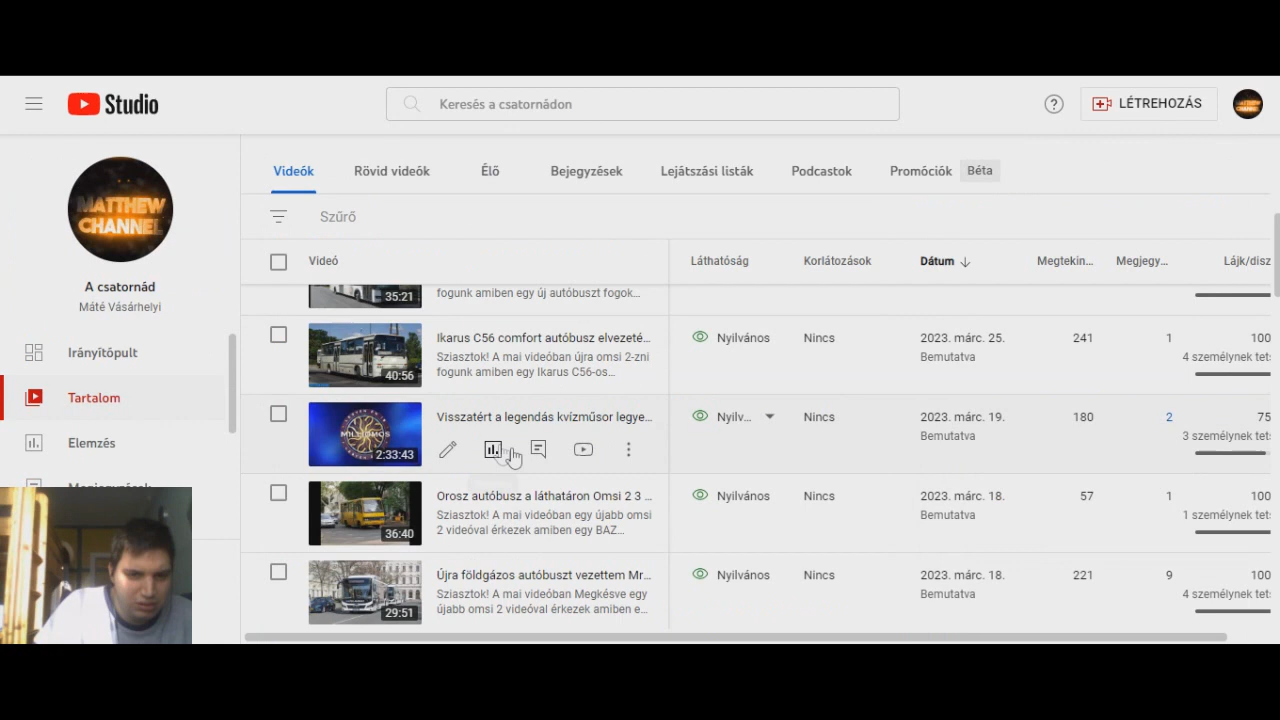 Studio
Keresés a csatornádon
LÉTREHOZÁS
MATTHEW
CHANNEL
A csatornád
Máté Vásárhelyi
Irányítópult
Tartalom
Elemzés
Videók
Rövid videók
Élő
Bejegyzések
Lejátszási listák
Podcastok
Promóciók
Béta
Szűrő
Videó
Láthatóság
Korlátozások
Dátum
Megtekin...
Megjegy...
Lájk/disz
35:21
fogunk amiben egy új autóbuszt fogok...
40:56
Ikarus C56 comfort autóbusz elvezeté...
Sziasztok! A mai videóban újra omsi 2-zni
fogunk amiben egy Ikarus C56-os...
Nyilvános
Nincs
2023. márc. 25.
Bemutatva
241
1
100
4 személynek tet
MILLIOMOS
2:33:43
Visszatért a legendás kvízműsor legye...
Nyilv...
Nincs
2023. márc. 19.
Bemutatva
180
2
75
3 személynek tet
36:40
Orosz autóbusz a láthatáron Omsi 2 3 ...
Sziasztok! A mai videóban egy újabb omsi
2 videóval érkezek amiben egy BAZ...
Nyilvános
Nincs
2023. márc. 18.
Bemutatva
57
1
100
1 személynek tet
29:51
Újra földgázos autóbuszt vezettem Mr...
Sziasztok! A mai videóban Megkésve egy
újabb omsi 2 videóval érkezek amiben e...
Nyilvános
Nincs
2023. márc. 18.
Bemutatva
221
9
100
4 személynek tet